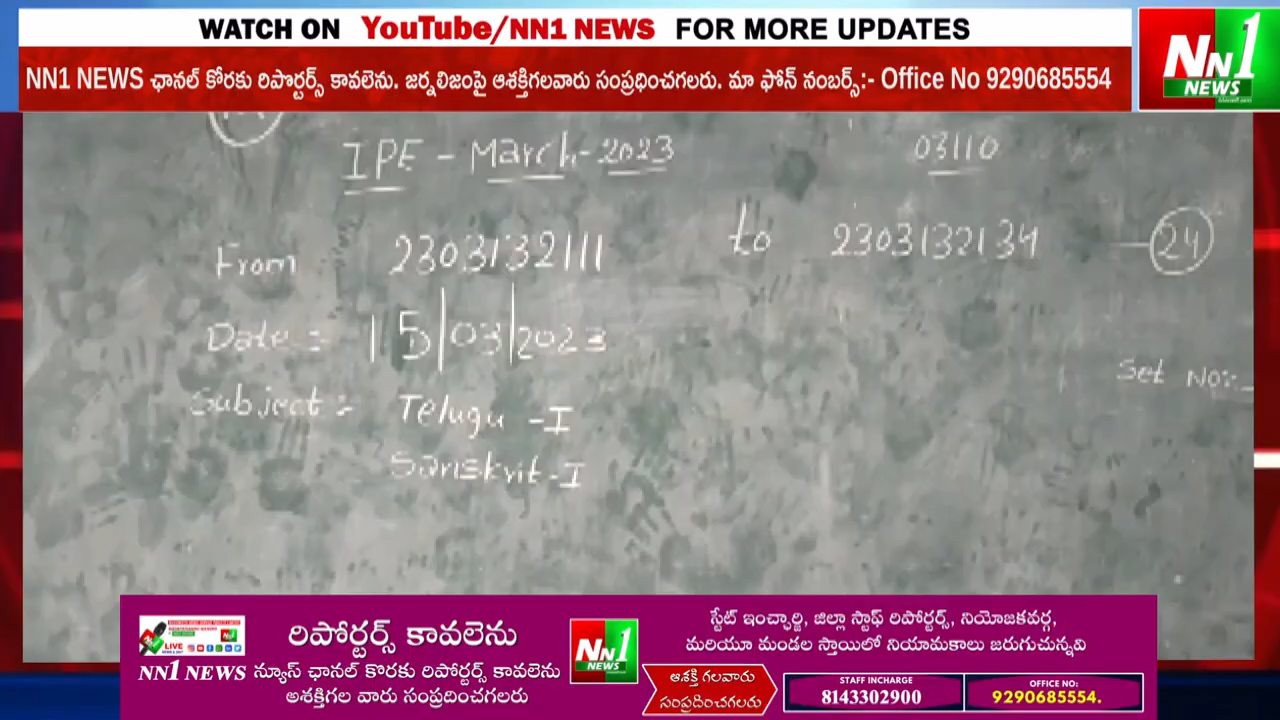 WATCH ON YouTube/NN1 NEWS FOR MORE UPDATES
NN1 NEWS ఛానల్ కోరకు రిపొర్టర్స్ కావలెను. జర్నలిజంపై ఆశక్తిగలవారు సంప్రధించగలరు. మా ఫోన్ నంబర్స్:- Office No 9290685554
NN1 NEWS
IPE - March - 2023 03110
From 2303132111 to 2303132134 - 24
Date :- 15/03/2023
Set No:-
Subject :- Telugu - I
Sanskrit - I
LIVE
రిపోర్టర్స్ కావలెను
NN1 NEWS న్యూస్ ఛానల్ కొరకు రిపోర్టర్స్ కావలెను
అశక్తిగల వారు సంప్రదించగలరు
NN1 NEWS
స్టేట్ ఇంచ్చార్జి, జిల్లా స్టాఫ్ రిపోర్టర్స్, నియోజకవర్గ,
మరియూ మండల స్తాయిలో నియామకాలు జరుగుచున్నవి
ఆశక్తి గలవారు
సంప్రదించగలరు
STAFF INCHARGE
8143302900
OFFICE NO:
9290685554.